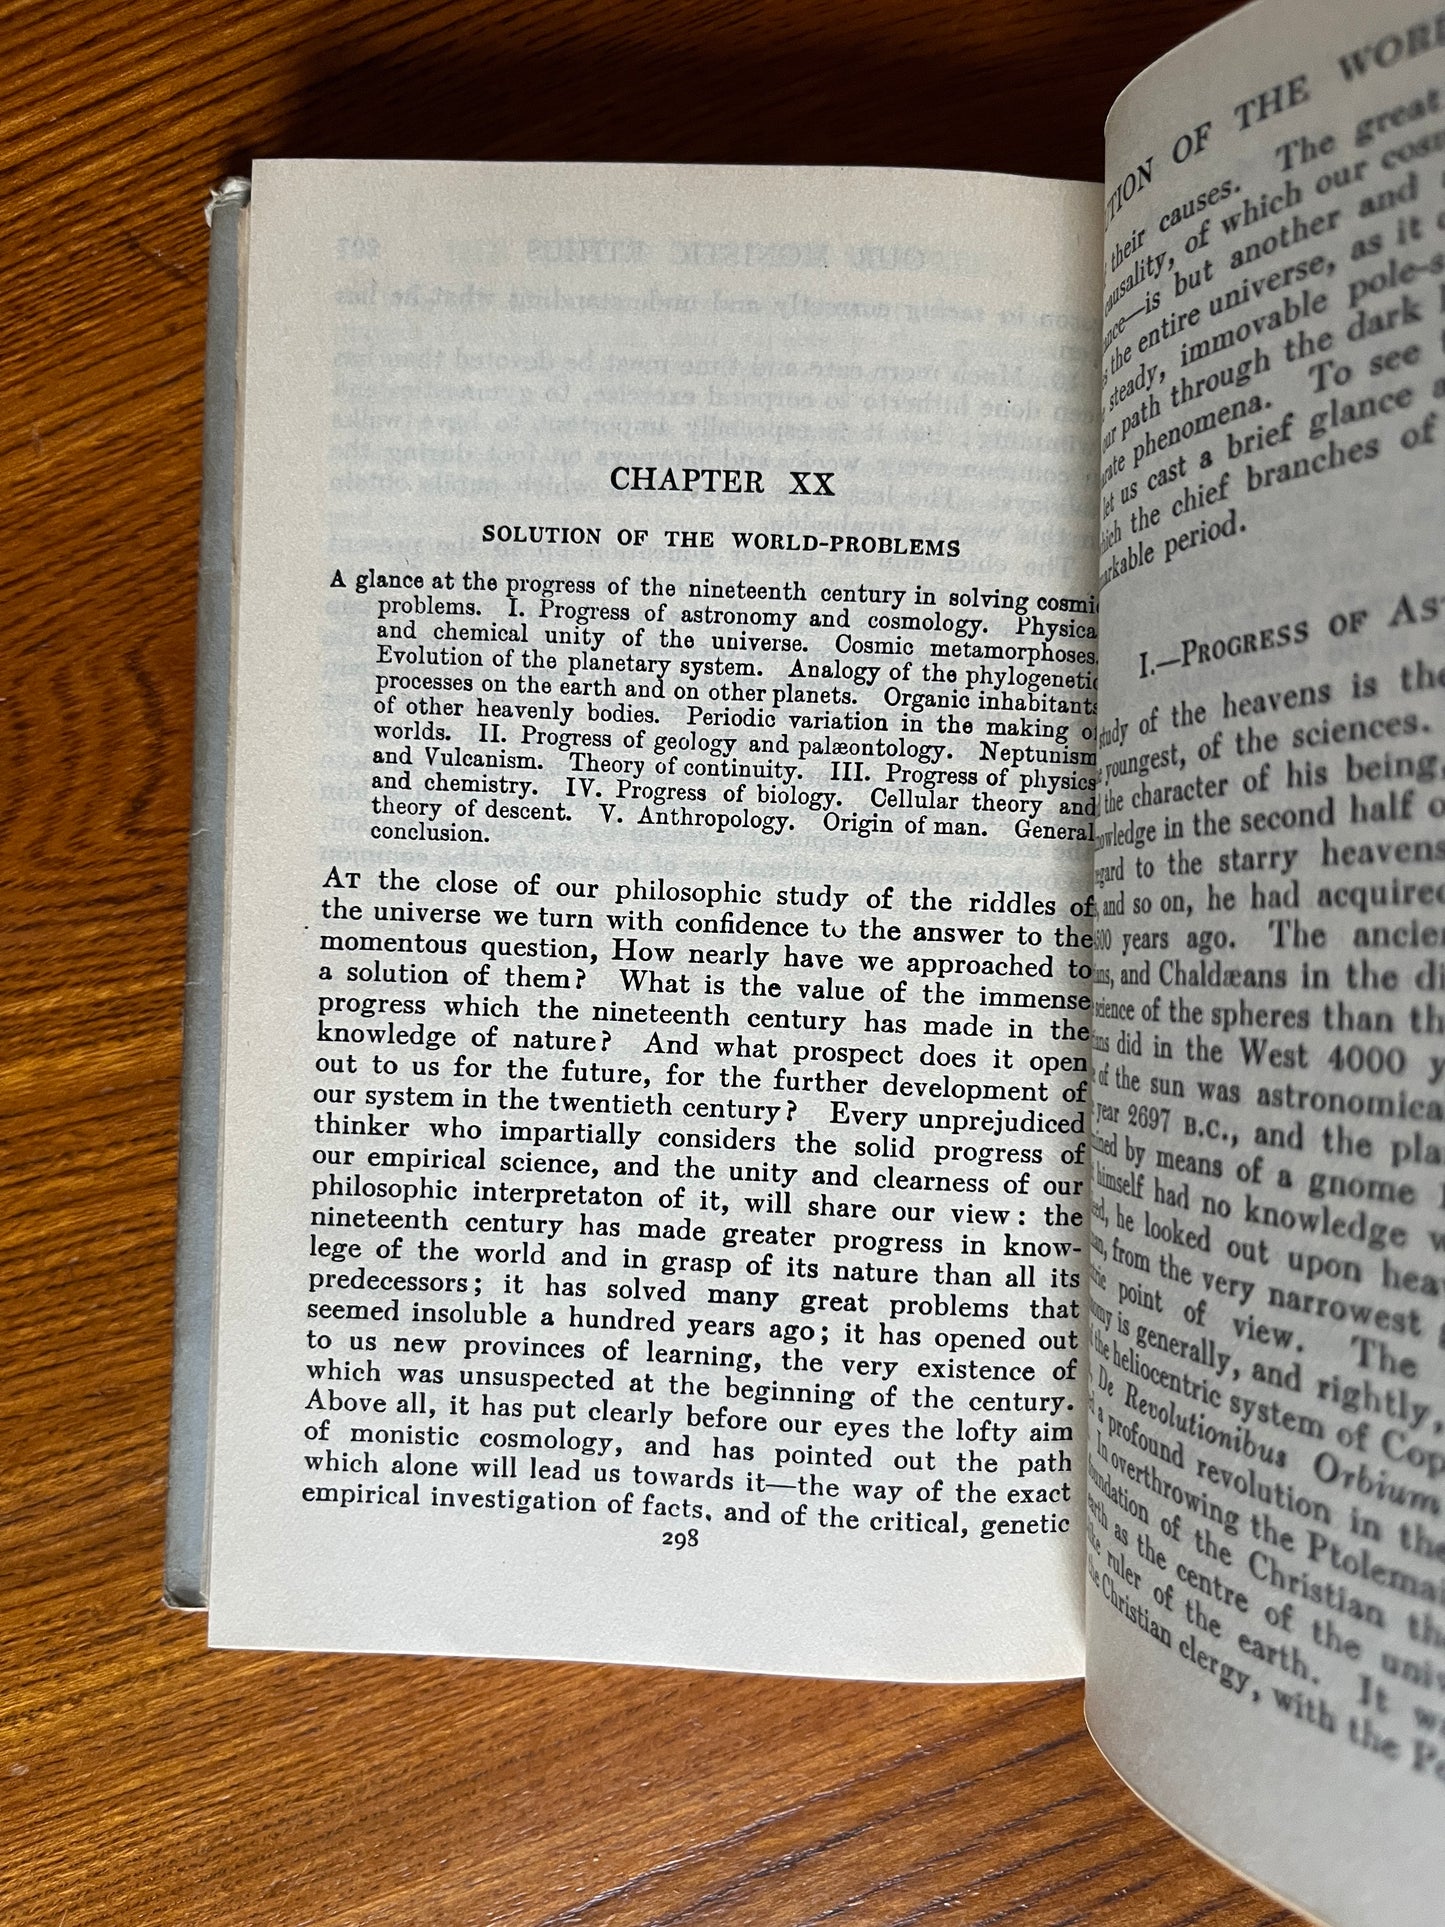 CHAPTER XX
SOLUTION OF THE WORLD-PROBLEMS
A glance at the progress of the nineteenth century in solving cosmic
problems. I. Progress of astronomy and cosmology. Physica
and chemical unity of the universe. Cosmic metamorphoses.
Evolution of the planetary system. Analogy of the phylogenetic
processes on the earth and on other planets. Organic inhabitants
of other heavenly bodies. Periodic variation in the making of
worlds. II. Progress of geology and palæontology. Neptunism
and Vulcanism. Theory of continuity. III. Progress of physics
and chemistry. IV. Progress of biology. Cellular theory and
theory of descent. V. Anthropology. Origin of man. General
conclusion.
AT the close of our philosophic study of the riddles of
the universe we turn with confidence to the answer to the
momentous question, How nearly have we approached to
a solution of them? What is the value of the immense
progress which the nineteenth century has made in the
knowledge of nature? And what prospect does it open
out to us for the future, for the further development of
our system in the twentieth century? Every unprejudiced
thinker who impartially considers the solid progress of
our empirical science, and the unity and clearness of our
philosophic interpretaton of it, will share our view: the
nineteenth century has made greater progress in know-
lege of the world and in grasp of its nature than all its
predecessors; it has solved many great problems that
seemed insoluble a hundred years ago; it has opened out
to us new provinces of learning, the very existence of
which was unsuspected at the beginning of the century.
Above all, it has put clearly before our eyes the lofty aim
of monistic cosmology, and has pointed out the path
which alone will lead us towards it—the way of the exact
empirical investigation of facts, and of the critical, genetic
298
OF THE
their causes. The great
causality, of which our
—is but another and
the entire universe, as it
steady, immovable
our path through the dark
phenomena. To see
let us cast a brief glance
the chief branches of
period.
I.—PROGRESS OF
study of the heavens is the
youngest, of the sciences.
the character of his being,
in the second half
to the starry heavens
and so on, he had acquired
years ago. The
and Chaldæans in the
science of the spheres than
did in the West 4000
of the sun was
year 2697 B.C., and the
by means of a gnome
himself had no knowledge
he looked out upon
from the very narrowest
point of view. The
is generally, and rightly,
the heliocentric system of
De Revolutionibus Orbium
a profound revolution in the
In overthrowing the
of the Christian
earth as the centre of the
ruler of the earth. It
the Christian clergy, with the